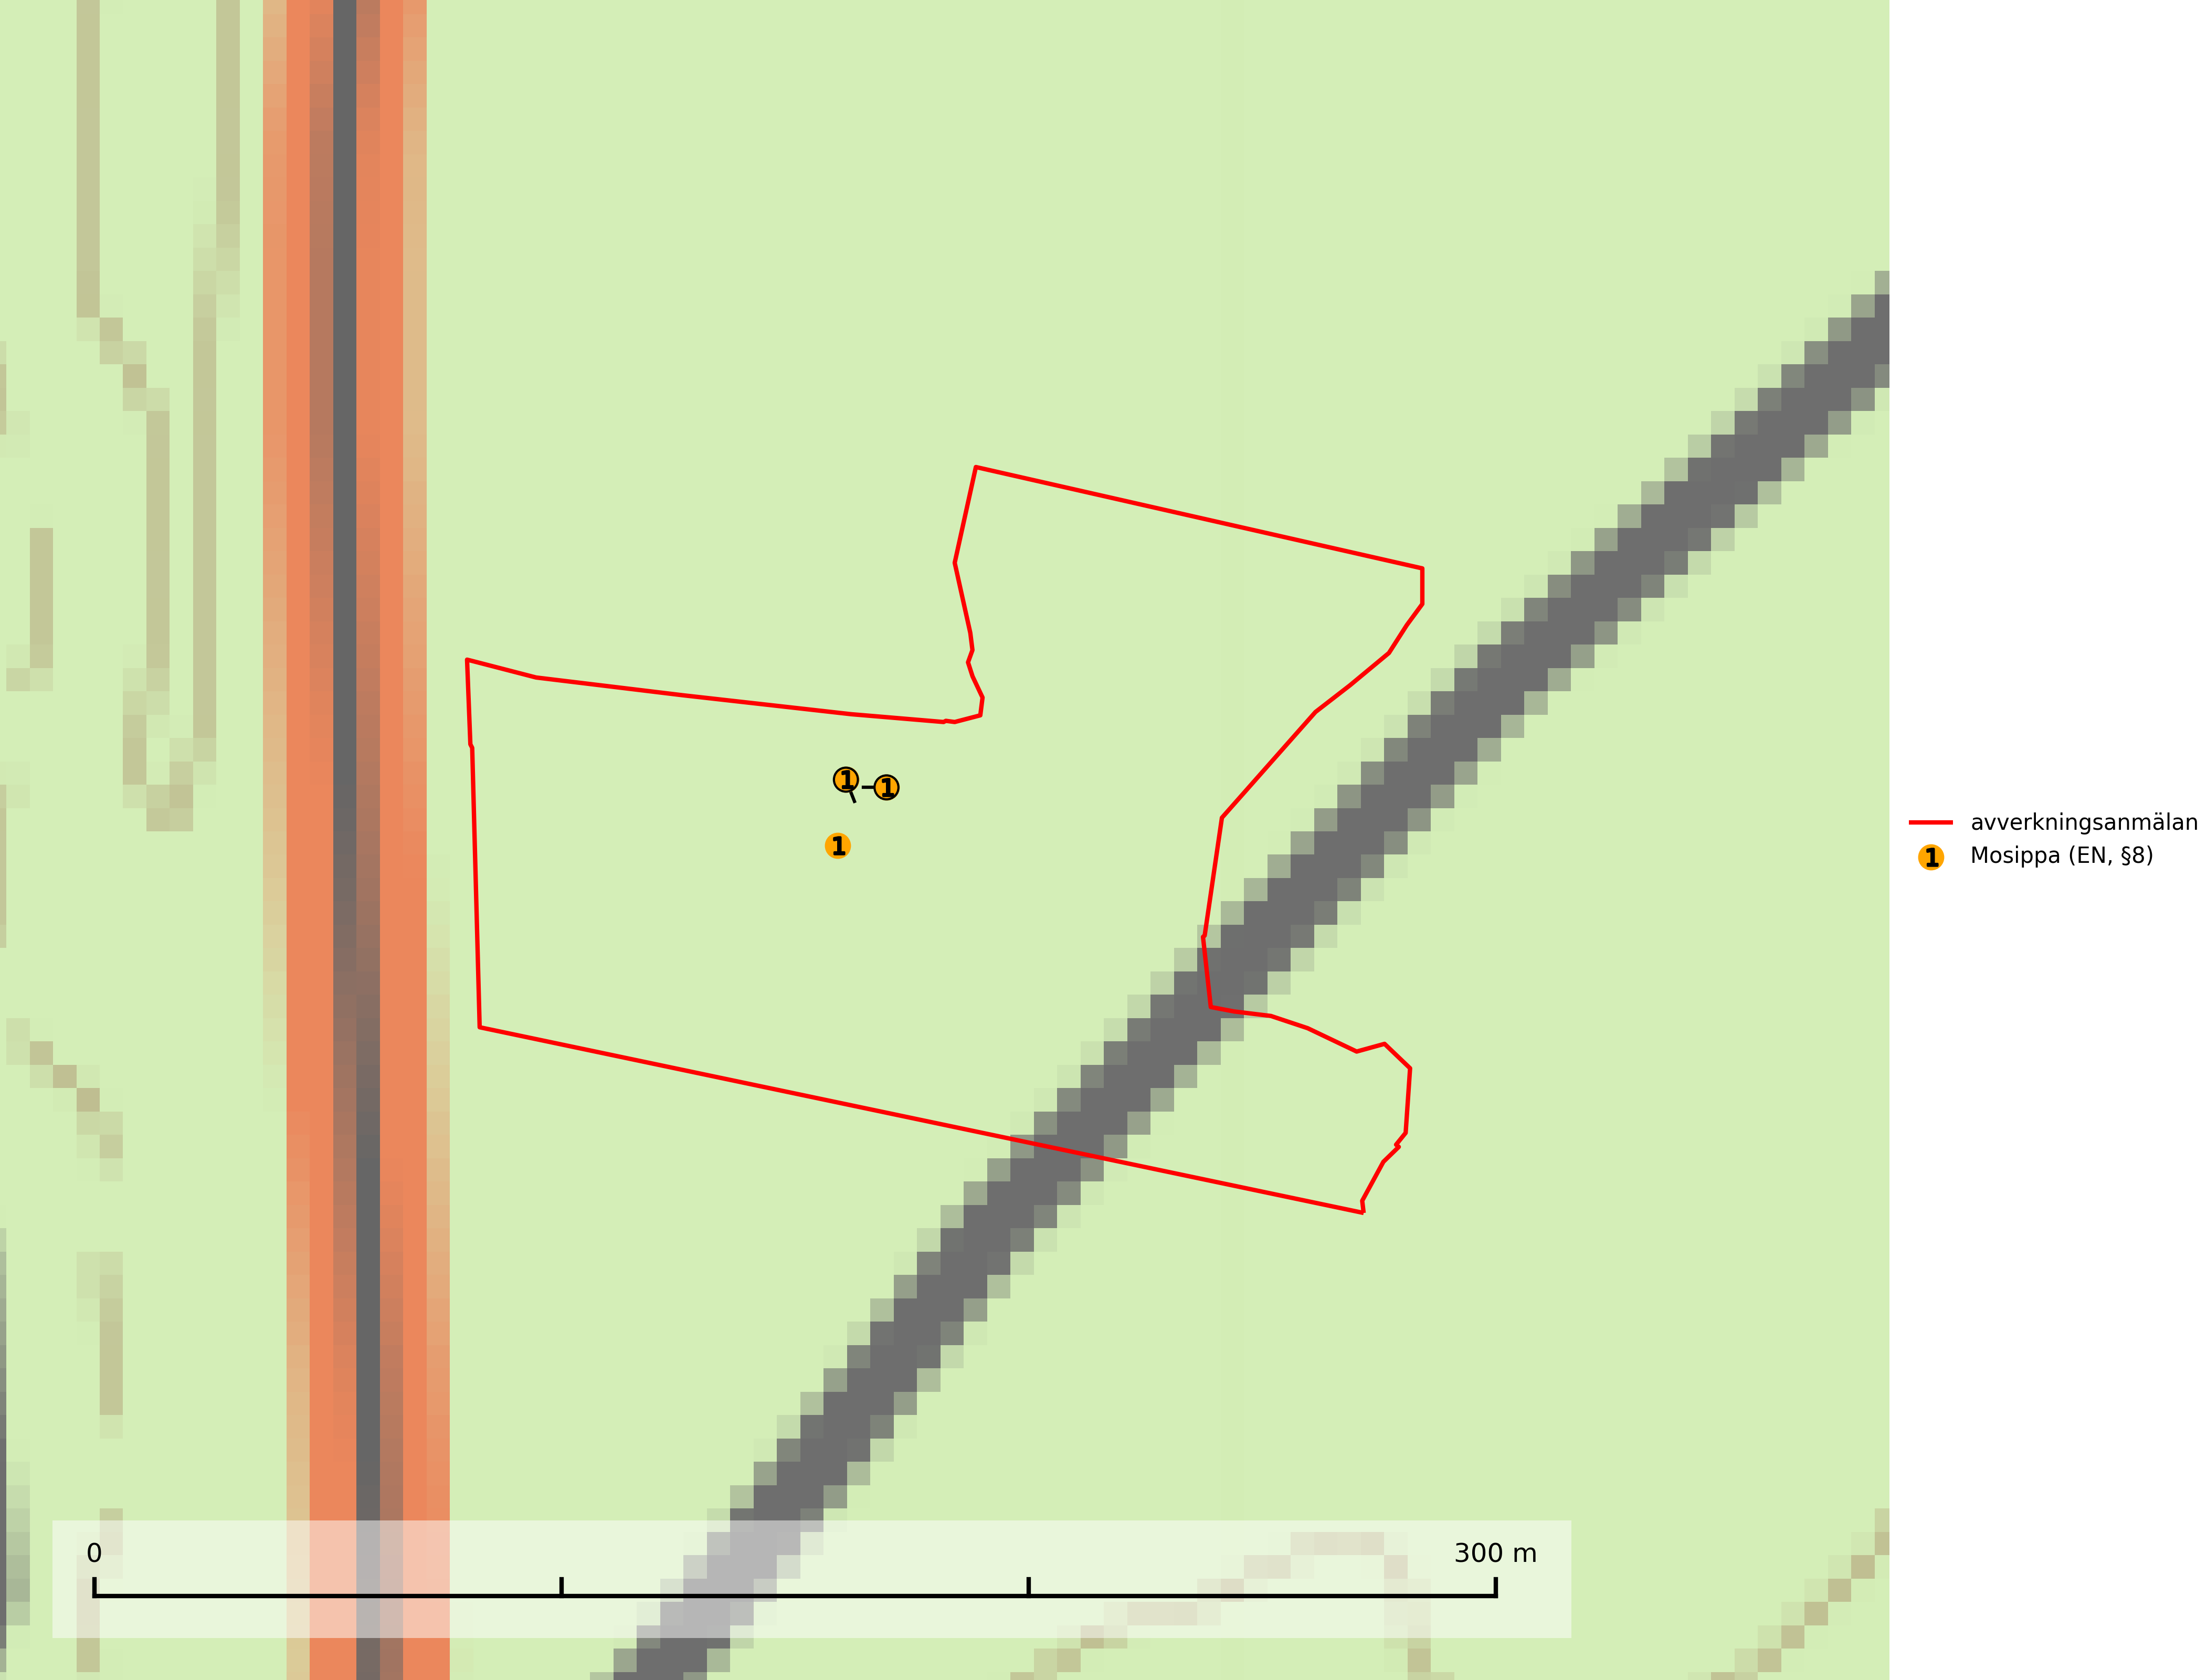 1 1
1
avverkningsanmälan
1 Mosippa (EN, §8)
0 300 m